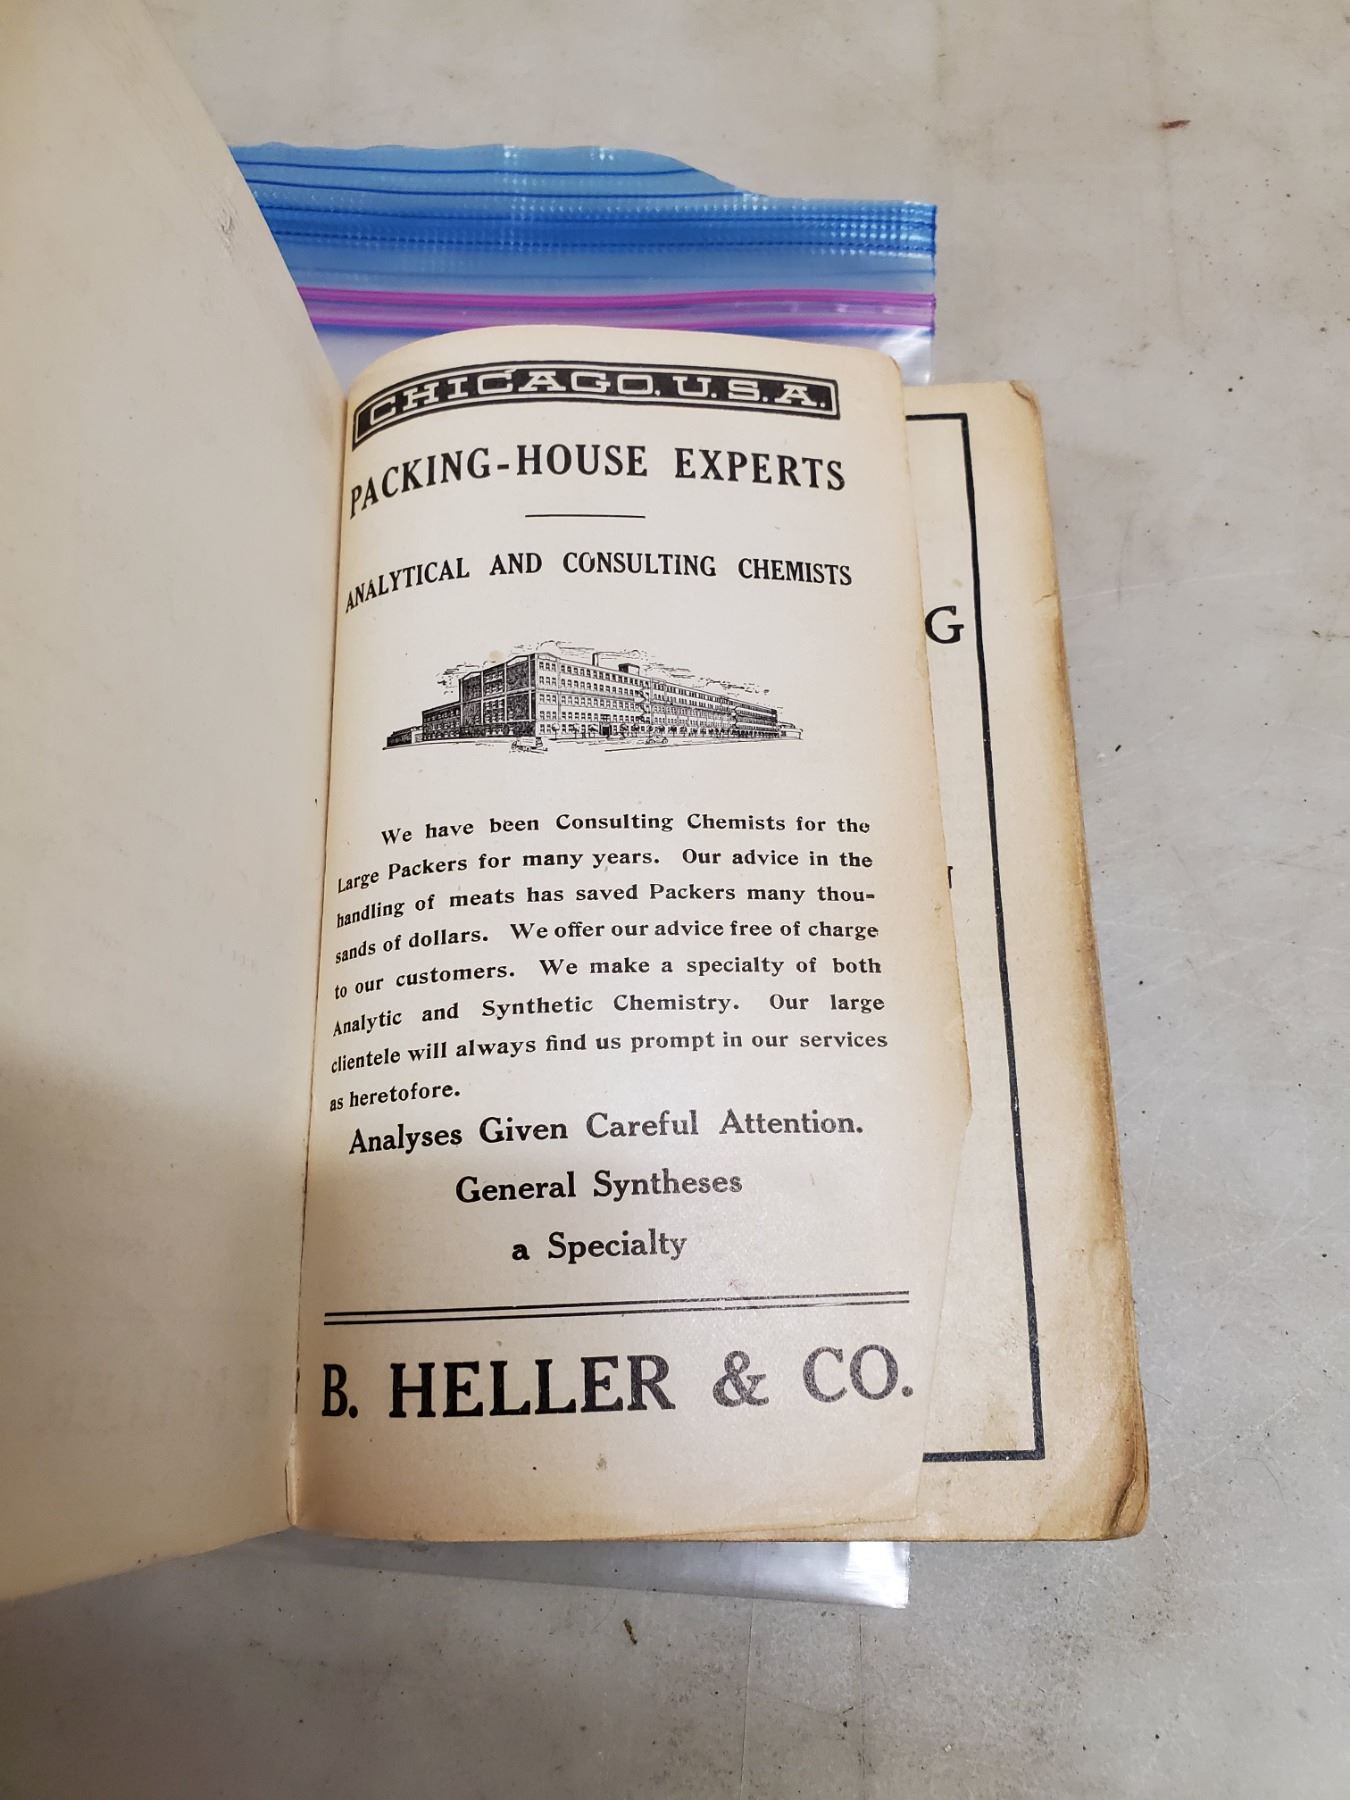 CHICAGO, U.S.A.
PACKING-HOUSE EXPERTS
ANALYTICAL AND CONSULTING CHEMISTS
We have been Consulting Chemists for the
Large Packers for many years. Our advice in the
handling of meats has saved Packers many thou-
sands of dollars. We offer our advice free of charge
to our customers. We make a specialty of both
Analytic and Synthetic Chemistry. Our large
clientele will always find us prompt in our services
as heretofore.
Analyses Given Careful Attention.
General Syntheses
a Specialty
B. HELLER & CO.
G